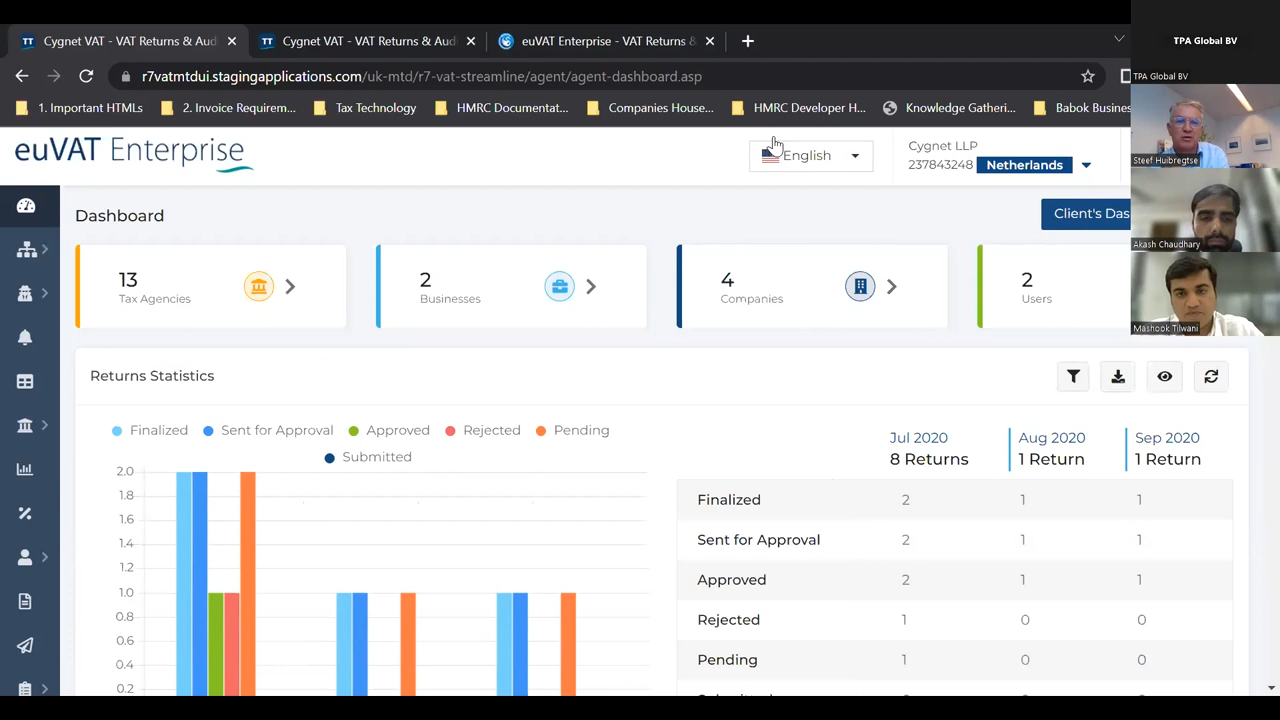 Cygnet VAT - VAT Returns & Aud
Cygnet VAT - VAT Returns & Aud
euVAT Enterprise - VAT Returns &
r7vatmtdui.stagingapplications.com/uk-mtd/r7-vat-streamline/agent/agent-dashboard.asp
1. Important HTMLs
2. Invoice Requirem...
Tax Technology
HMRC Documentat...
Companies House...
HMRC Developer H...
Knowledge Gatheri...
Babok Busine
TPA Global BV
TPA Global BV
Steef Huibregtse
Akash Chaudhary
Mashook Tilwani
euVAT Enterprise
English
Cygnet LLP
237843248 Netherlands
Dashboard
Client's Das
13
Tax Agencies
2
Businesses
4
Companies
2
Users
Returns Statistics
Finalized Sent for Approval Approved Rejected Pending
Submitted
2.0
1.8
1.6
1.4
1.2
1.0
0.8
0.6
0.4
0.2
Jul 2020 Aug 2020 Sep 2020
8 Returns 1 Return 1 Return
Finalized 2 1 1
Sent for Approval 2 1 1
Approved 2 1 1
Rejected 1 0 0
Pending 1 0 0